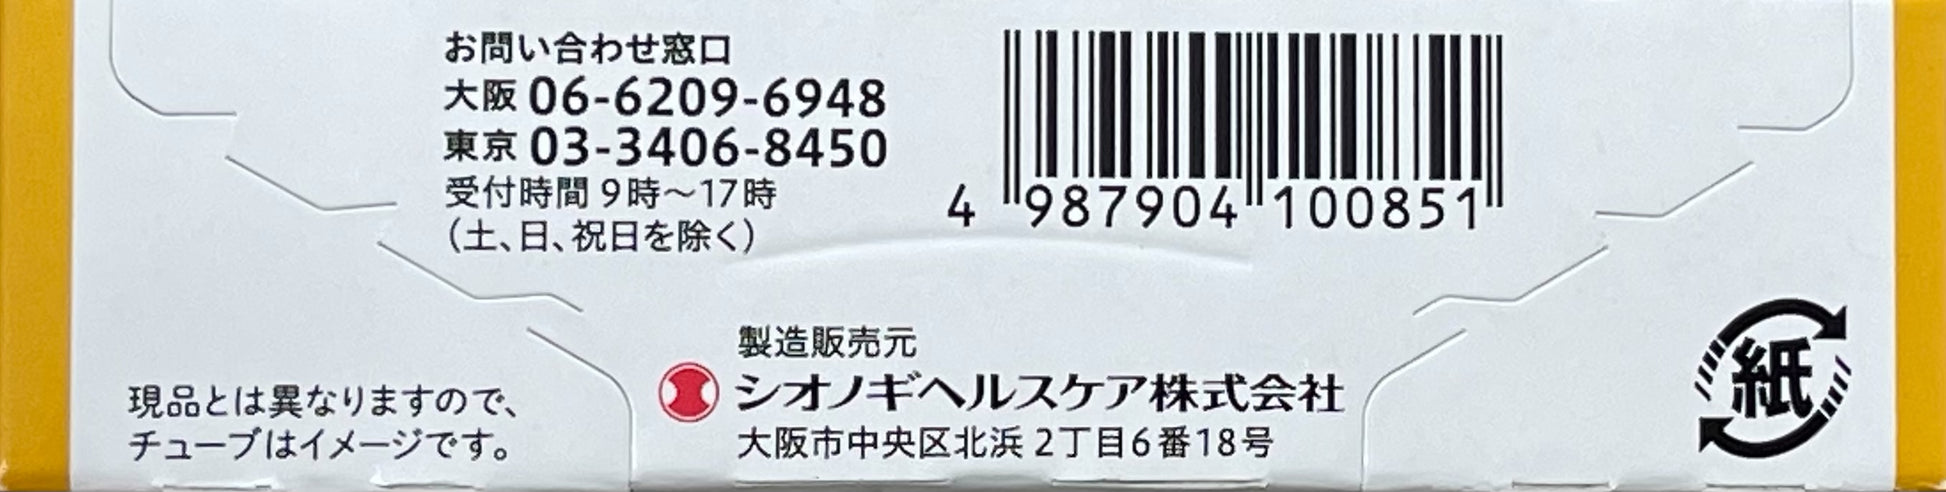 お問い合わせ窓口
大阪 06-6209-6948
東京 03-3406-8450
受付時間 9時～17時
(土、日、祝日を除く)
4 987904 100851
製造販売元
シオノギヘルスケア株式会社
大阪市中央区北浜 2丁目6番18号
現品とは異なりますので、
チューブはイメージです。
紙